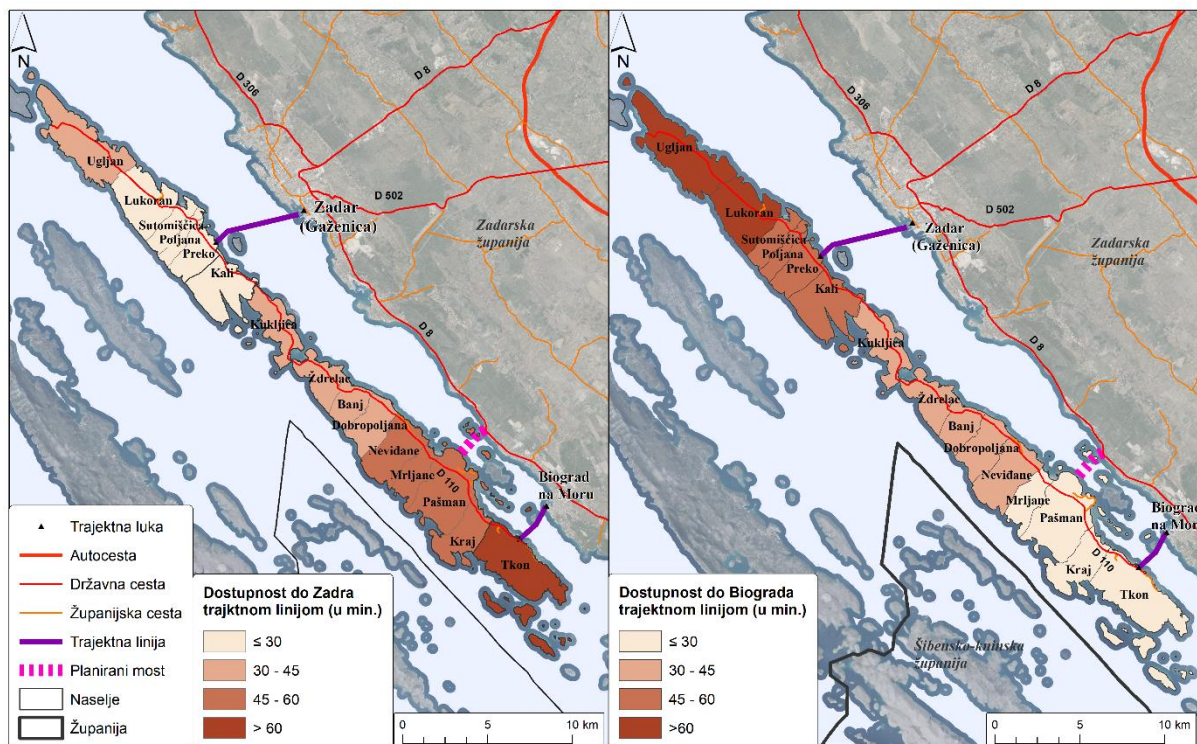 N
D 306
D 8
D 502
Ugljan
Lukoran
Sutomišćica
Poljana
Preko
Kali
Zadar
(Gaženica)
Zadarska
županija
Kukljica
D 8
Ždrelac
Banj
Dobropoljana
Neviđane
Mrljane
D 110
Pašman
Kraj
Tkon
Biograd
na Moru
Trajektna luka
Autocesta
Državna cesta
Županijska cesta
Trajektna linija
Planirani most
Naselje
Županija
Dostupnost do Zadra
trajktnom linijom (u min.)
≤ 30
30 - 45
45 - 60
> 60
0 5 10 km
N
D 306
D 8
D 502
Ugljan
Lukoran
Sutomišćica
Poljana
Preko
Kali
Zadar
(Gaženica)
Zadarska
županija
Kukljica
D 8
Ždrelac
Banj
Dobropoljana
Neviđane
Mrljane
Pašman
D 110
Kraj
Tkon
Biograd
na Moru
Šibensko-kninska
županija
Dostupnost do Biograda
trajektnom linijom (u min.)
≤ 30
30 - 45
45 - 60
>60
0 5 10 km